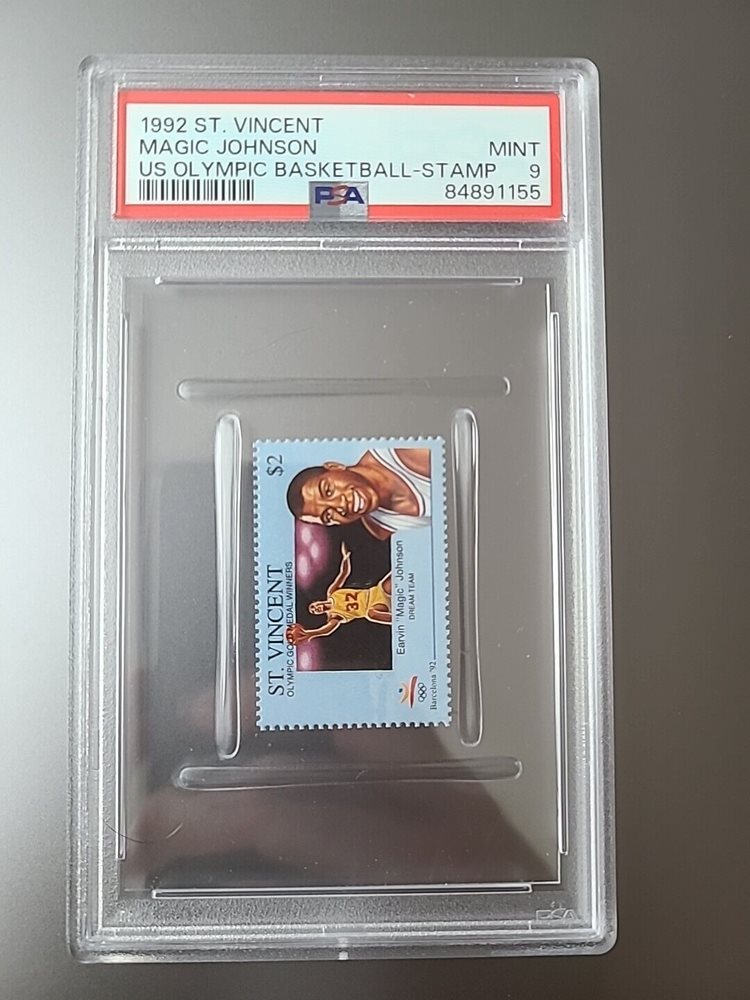 1992 ST. VINCENT
MAGIC JOHNSON MINT
US OLYMPIC BASKETBALL-STAMP 9
PSA 84891155
$2
ST. VINCENT
OLYMPIC GOLD MEDAL WINNERS
32
Earvin "Magic" Johnson
DREAM TEAM
Barcelona '92
PSA